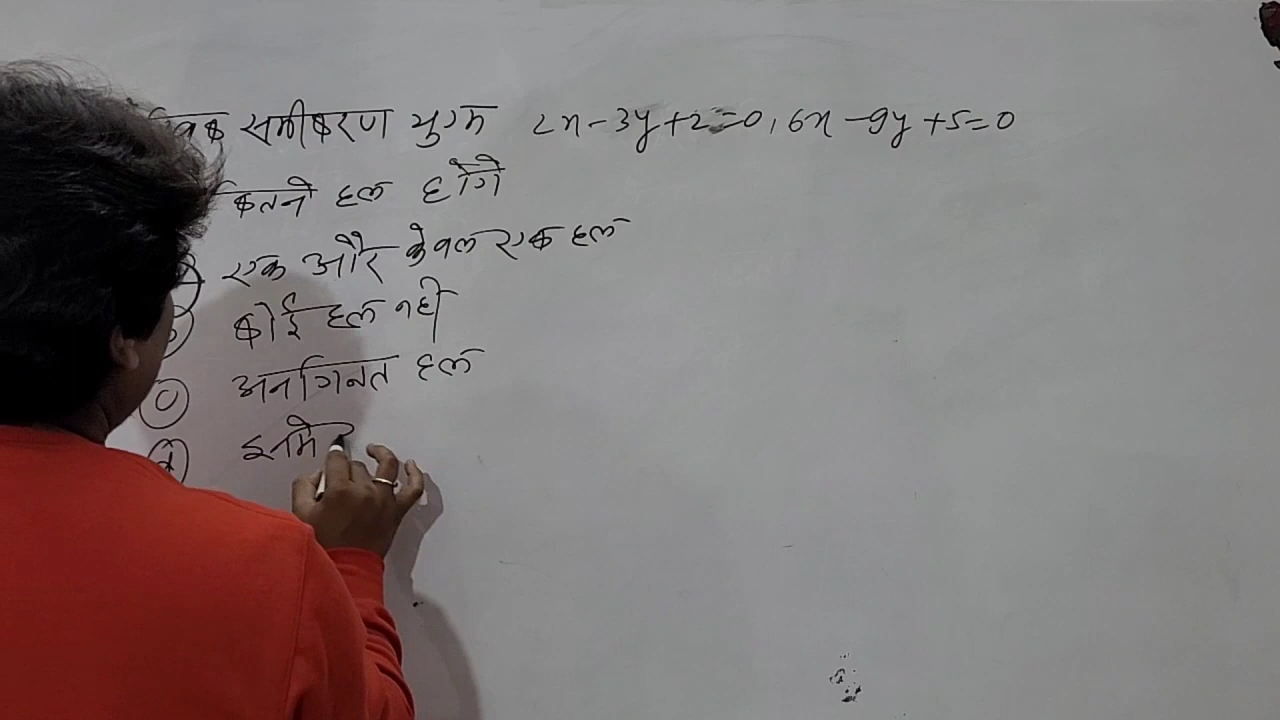 समीकरण युग्म 2x-3y+2=0, 6x-9y+5=0
कितने हल होंगे
एक और केवल एक हल
कोई हल नही
अनगिनत हल
इनमे